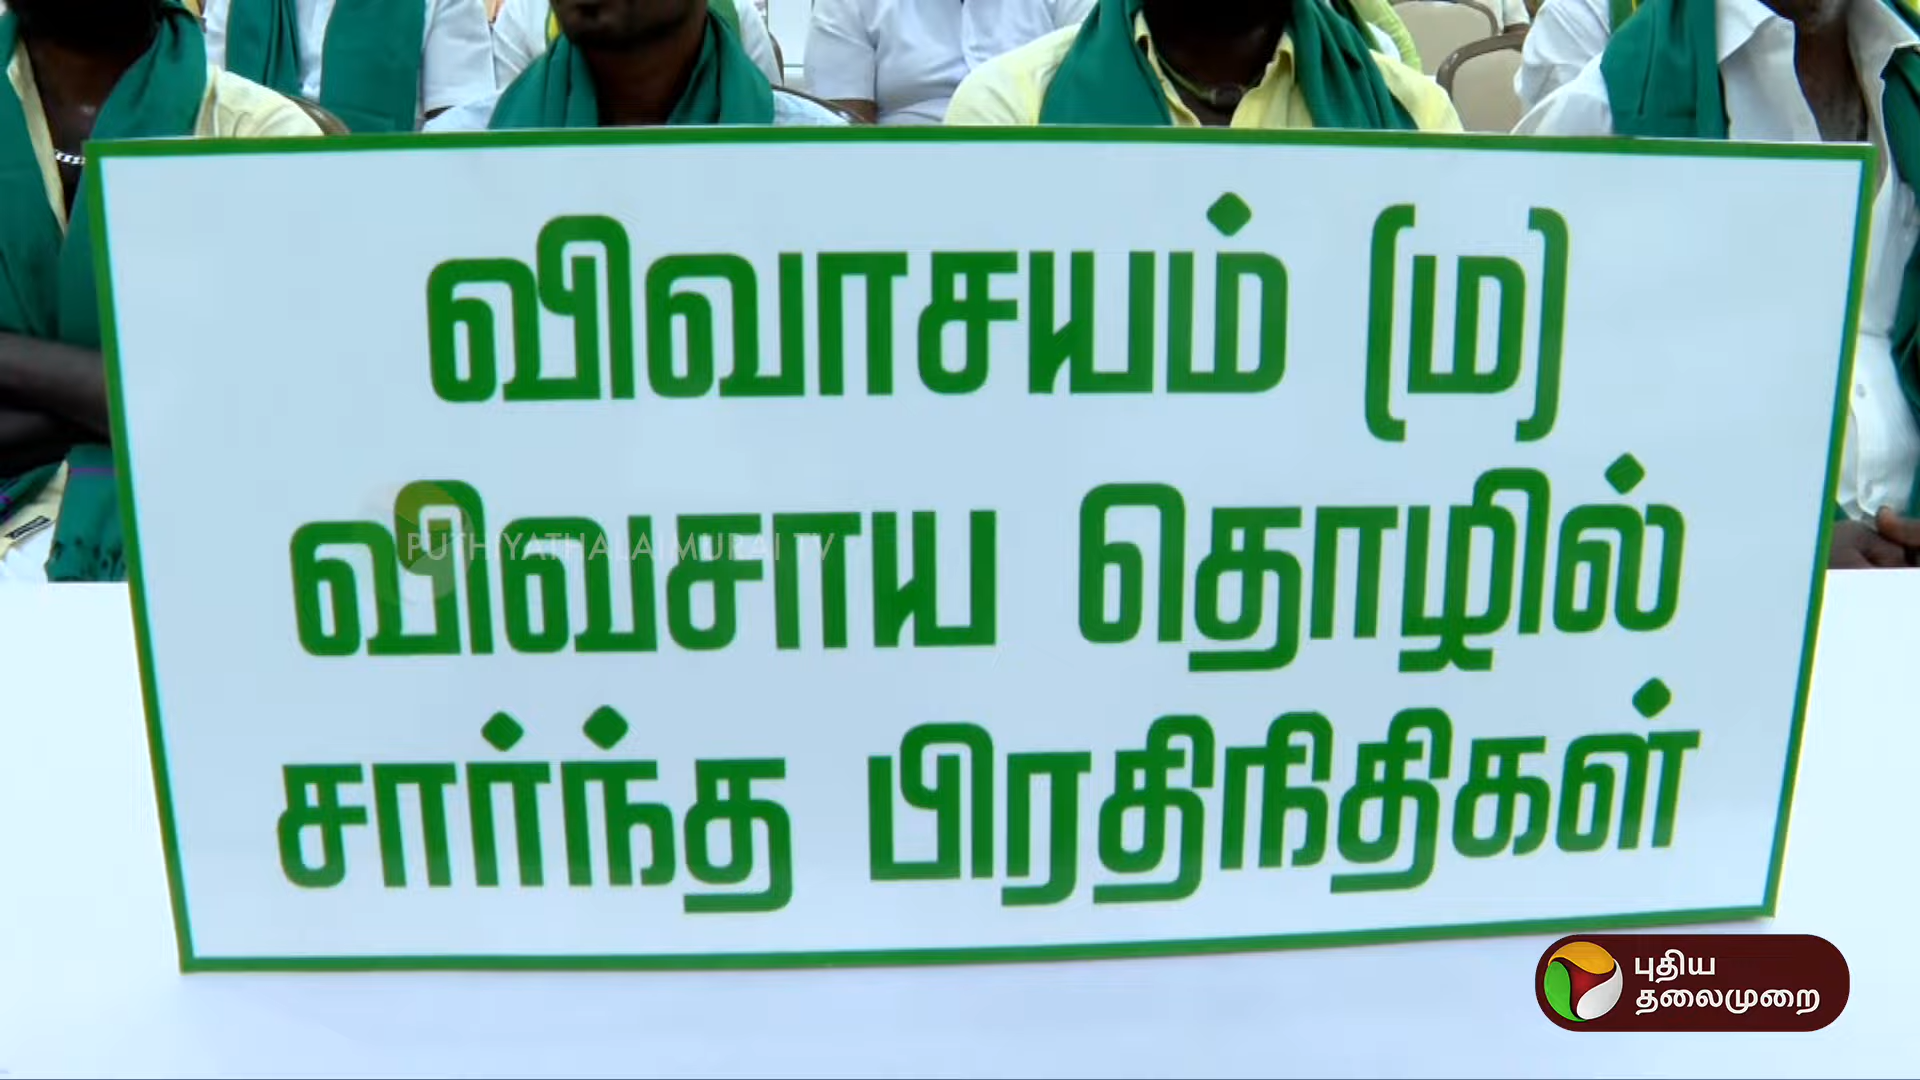 விவாசயம் (ம)
விவசாய தொழில்
சார்ந்த பிரதிநிதிகள்
PUTHIYATHALAIMURAI TV
புதிய
தலைமுறை